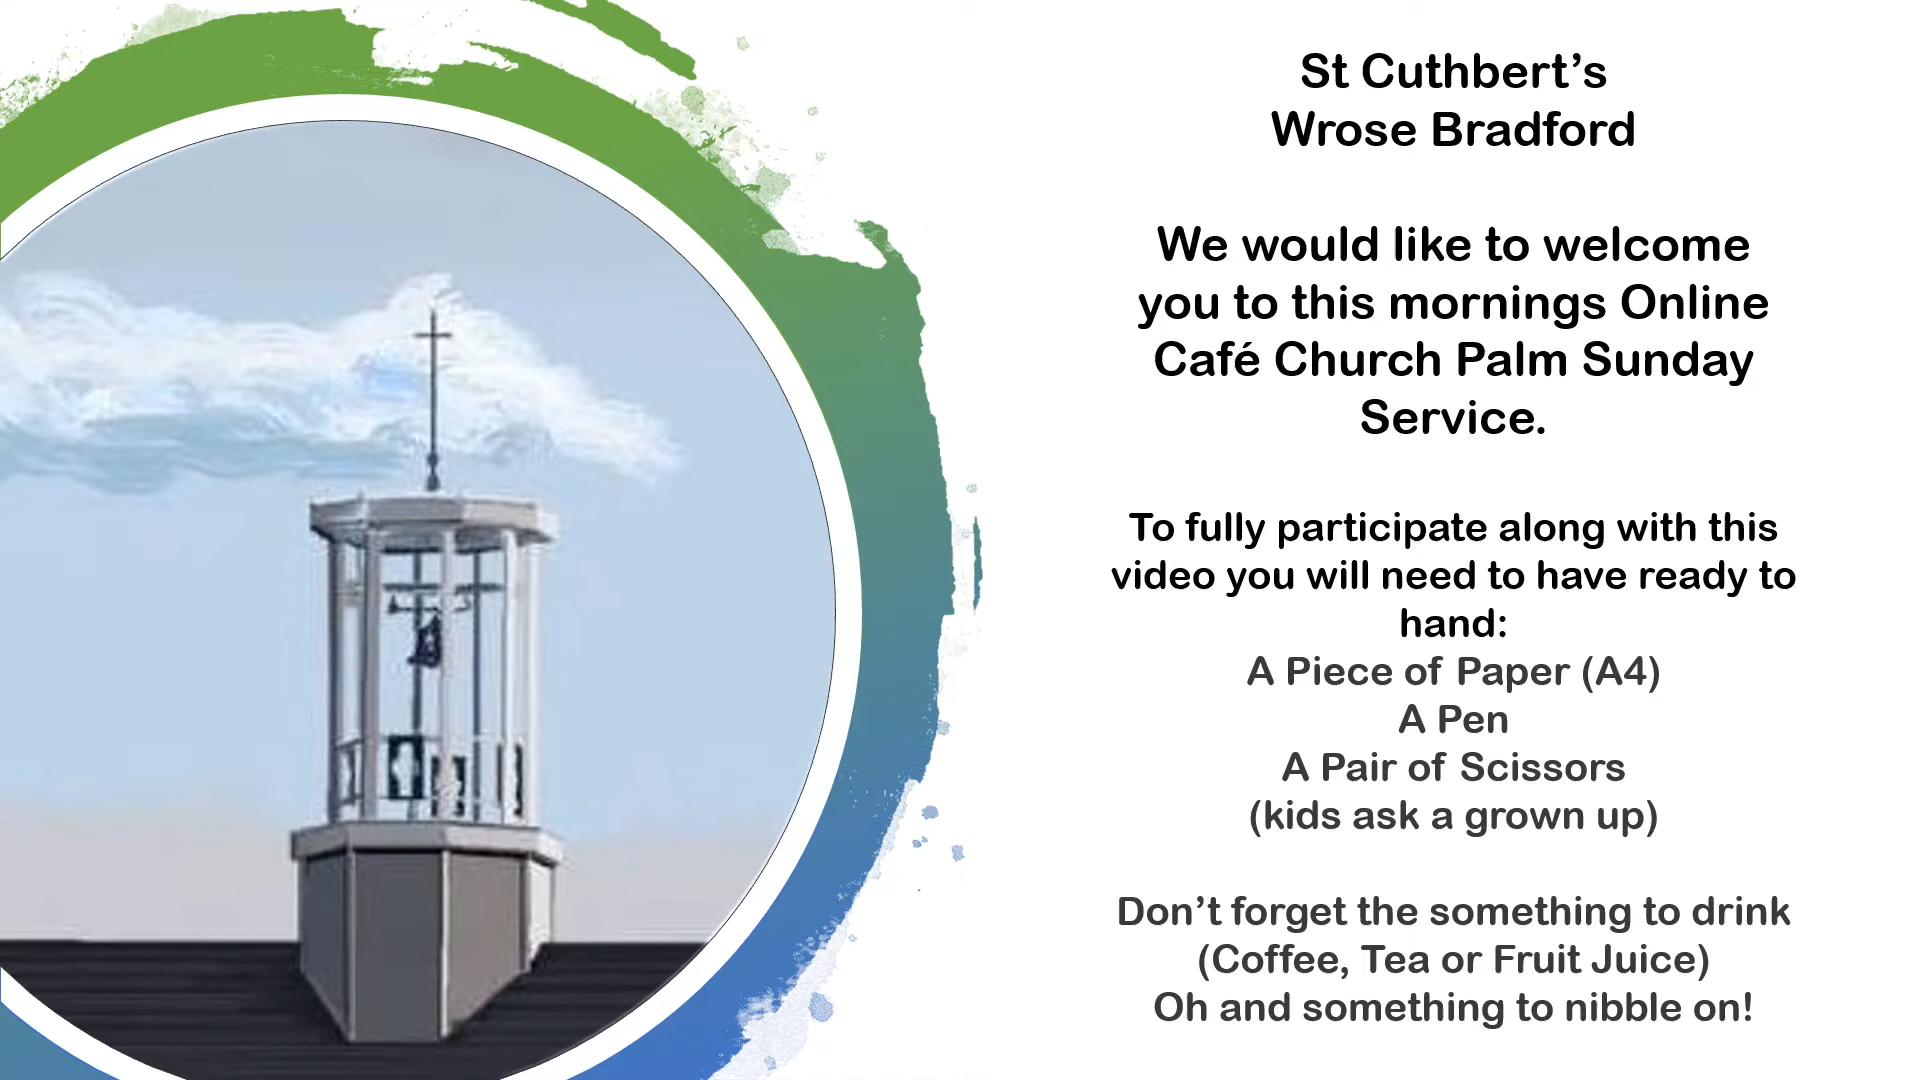 St Cuthbert’s
Wrose Bradford
We would like to welcome
you to this mornings Online
Café Church Palm Sunday
Service.
To fully participate along with this
video you will need to have ready to
hand:
A Piece of Paper (A4)
A Pen
A Pair of Scissors
(kids ask a grown up)
Don’t forget the something to drink
(Coffee, Tea or Fruit Juice)
Oh and something to nibble on!